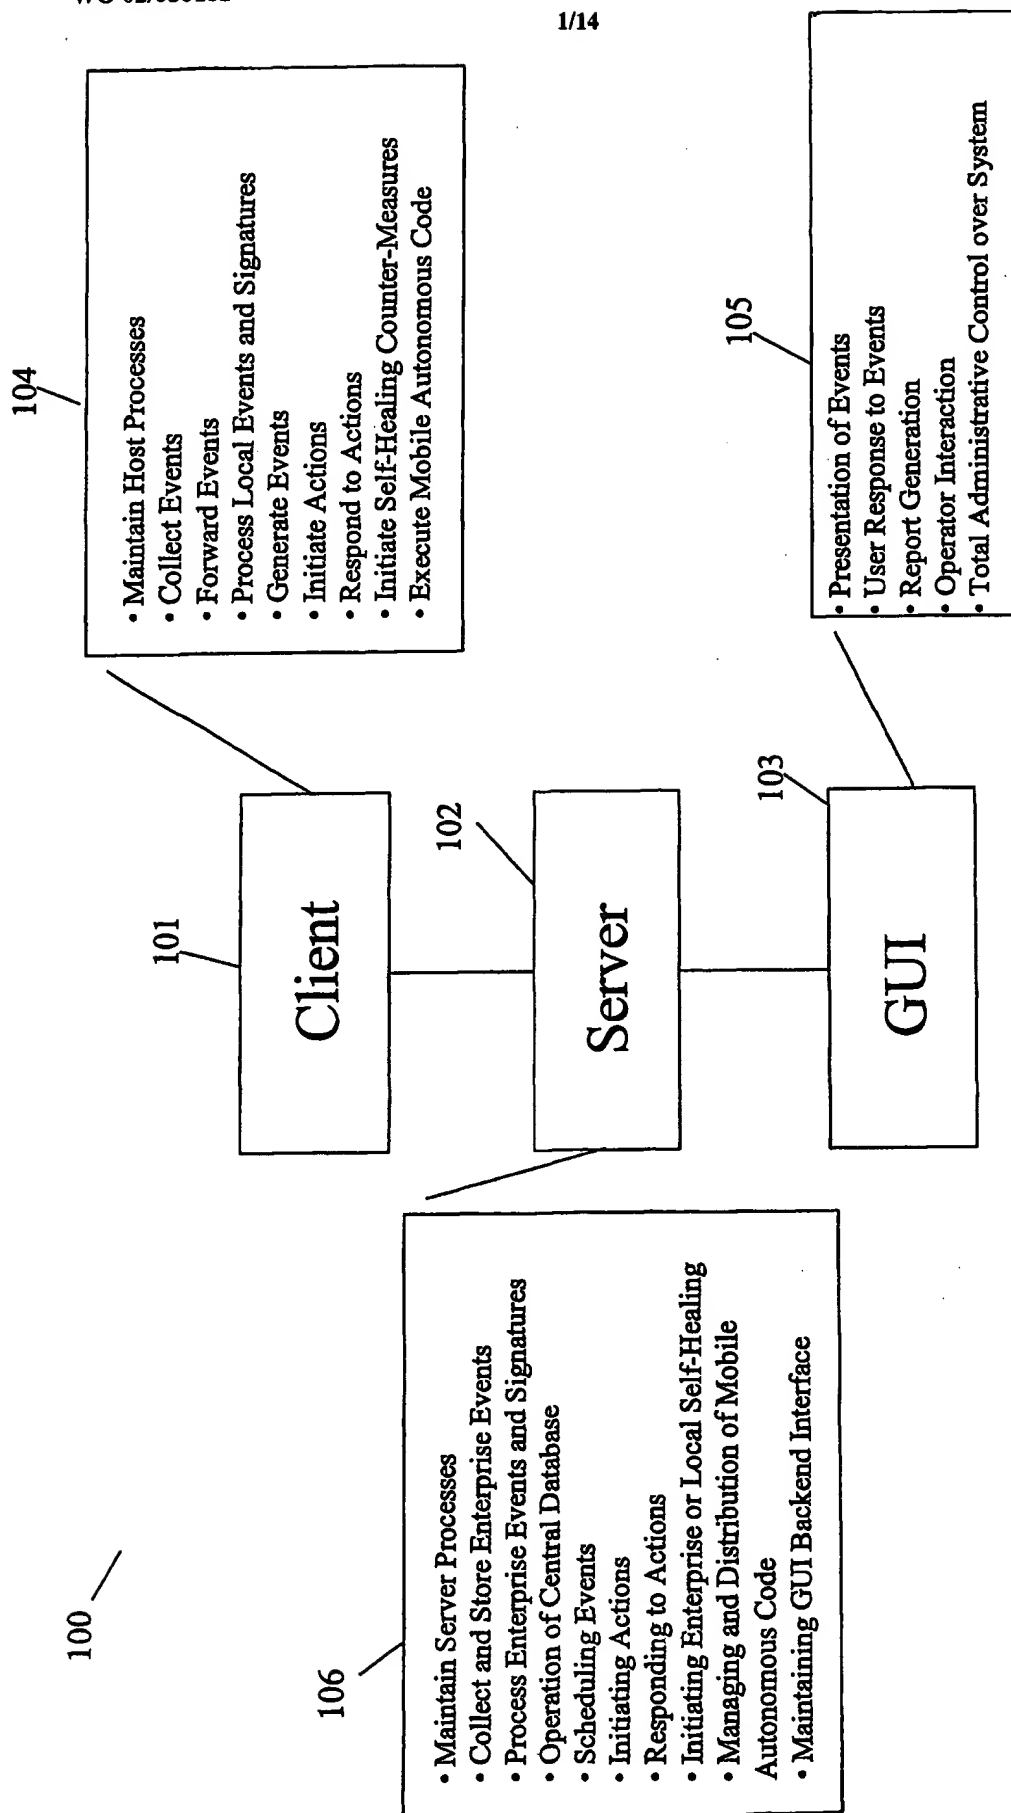 WO
1/14
100
101
Client
102
Server
103
GUI
104
• Maintain Host Processes
• Collect Events
• Forward Events
• Process Local Events and Signatures
• Generate Events
• Initiate Actions
• Respond to Actions
• Initiate Self-Healing Counter-Measures
• Execute Mobile Autonomous Code
105
• Presentation of Events
• User Response to Events
• Report Generation
• Operator Interaction
• Total Administrative Control over System
106
• Maintain Server Processes
• Collect and Store Enterprise Events
• Process Enterprise Events and Signatures
• Operation of Central Database
• Scheduling Events
• Initiating Actions
• Responding to Actions
• Initiating Enterprise or Local Self-Healing
• Managing and Distribution of Mobile
Autonomous Code
• Maintaining GUI Backend Interface